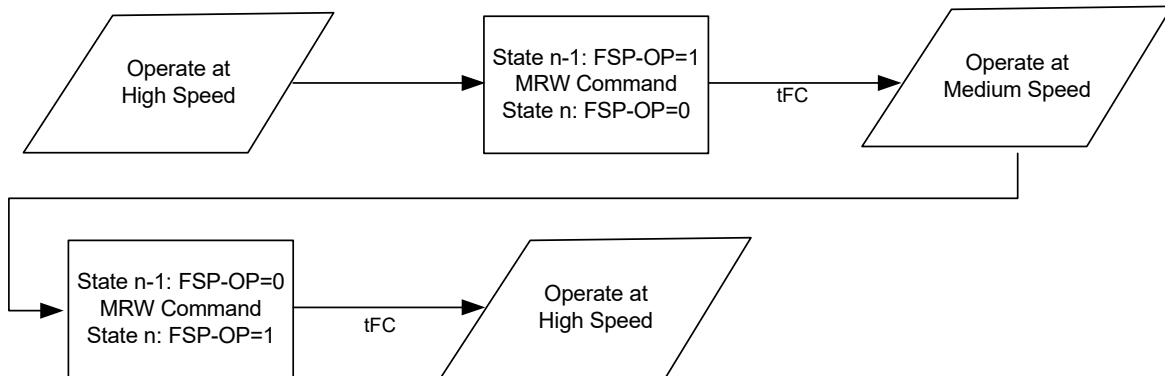 Operate at
High Speed
State n-1: FSP-OP=1
MRW Command
State n: FSP-OP=0
tFC
Operate at
Medium Speed
State n-1: FSP-OP=0
MRW Command
State n: FSP-OP=1
tFC
Operate at
High Speed